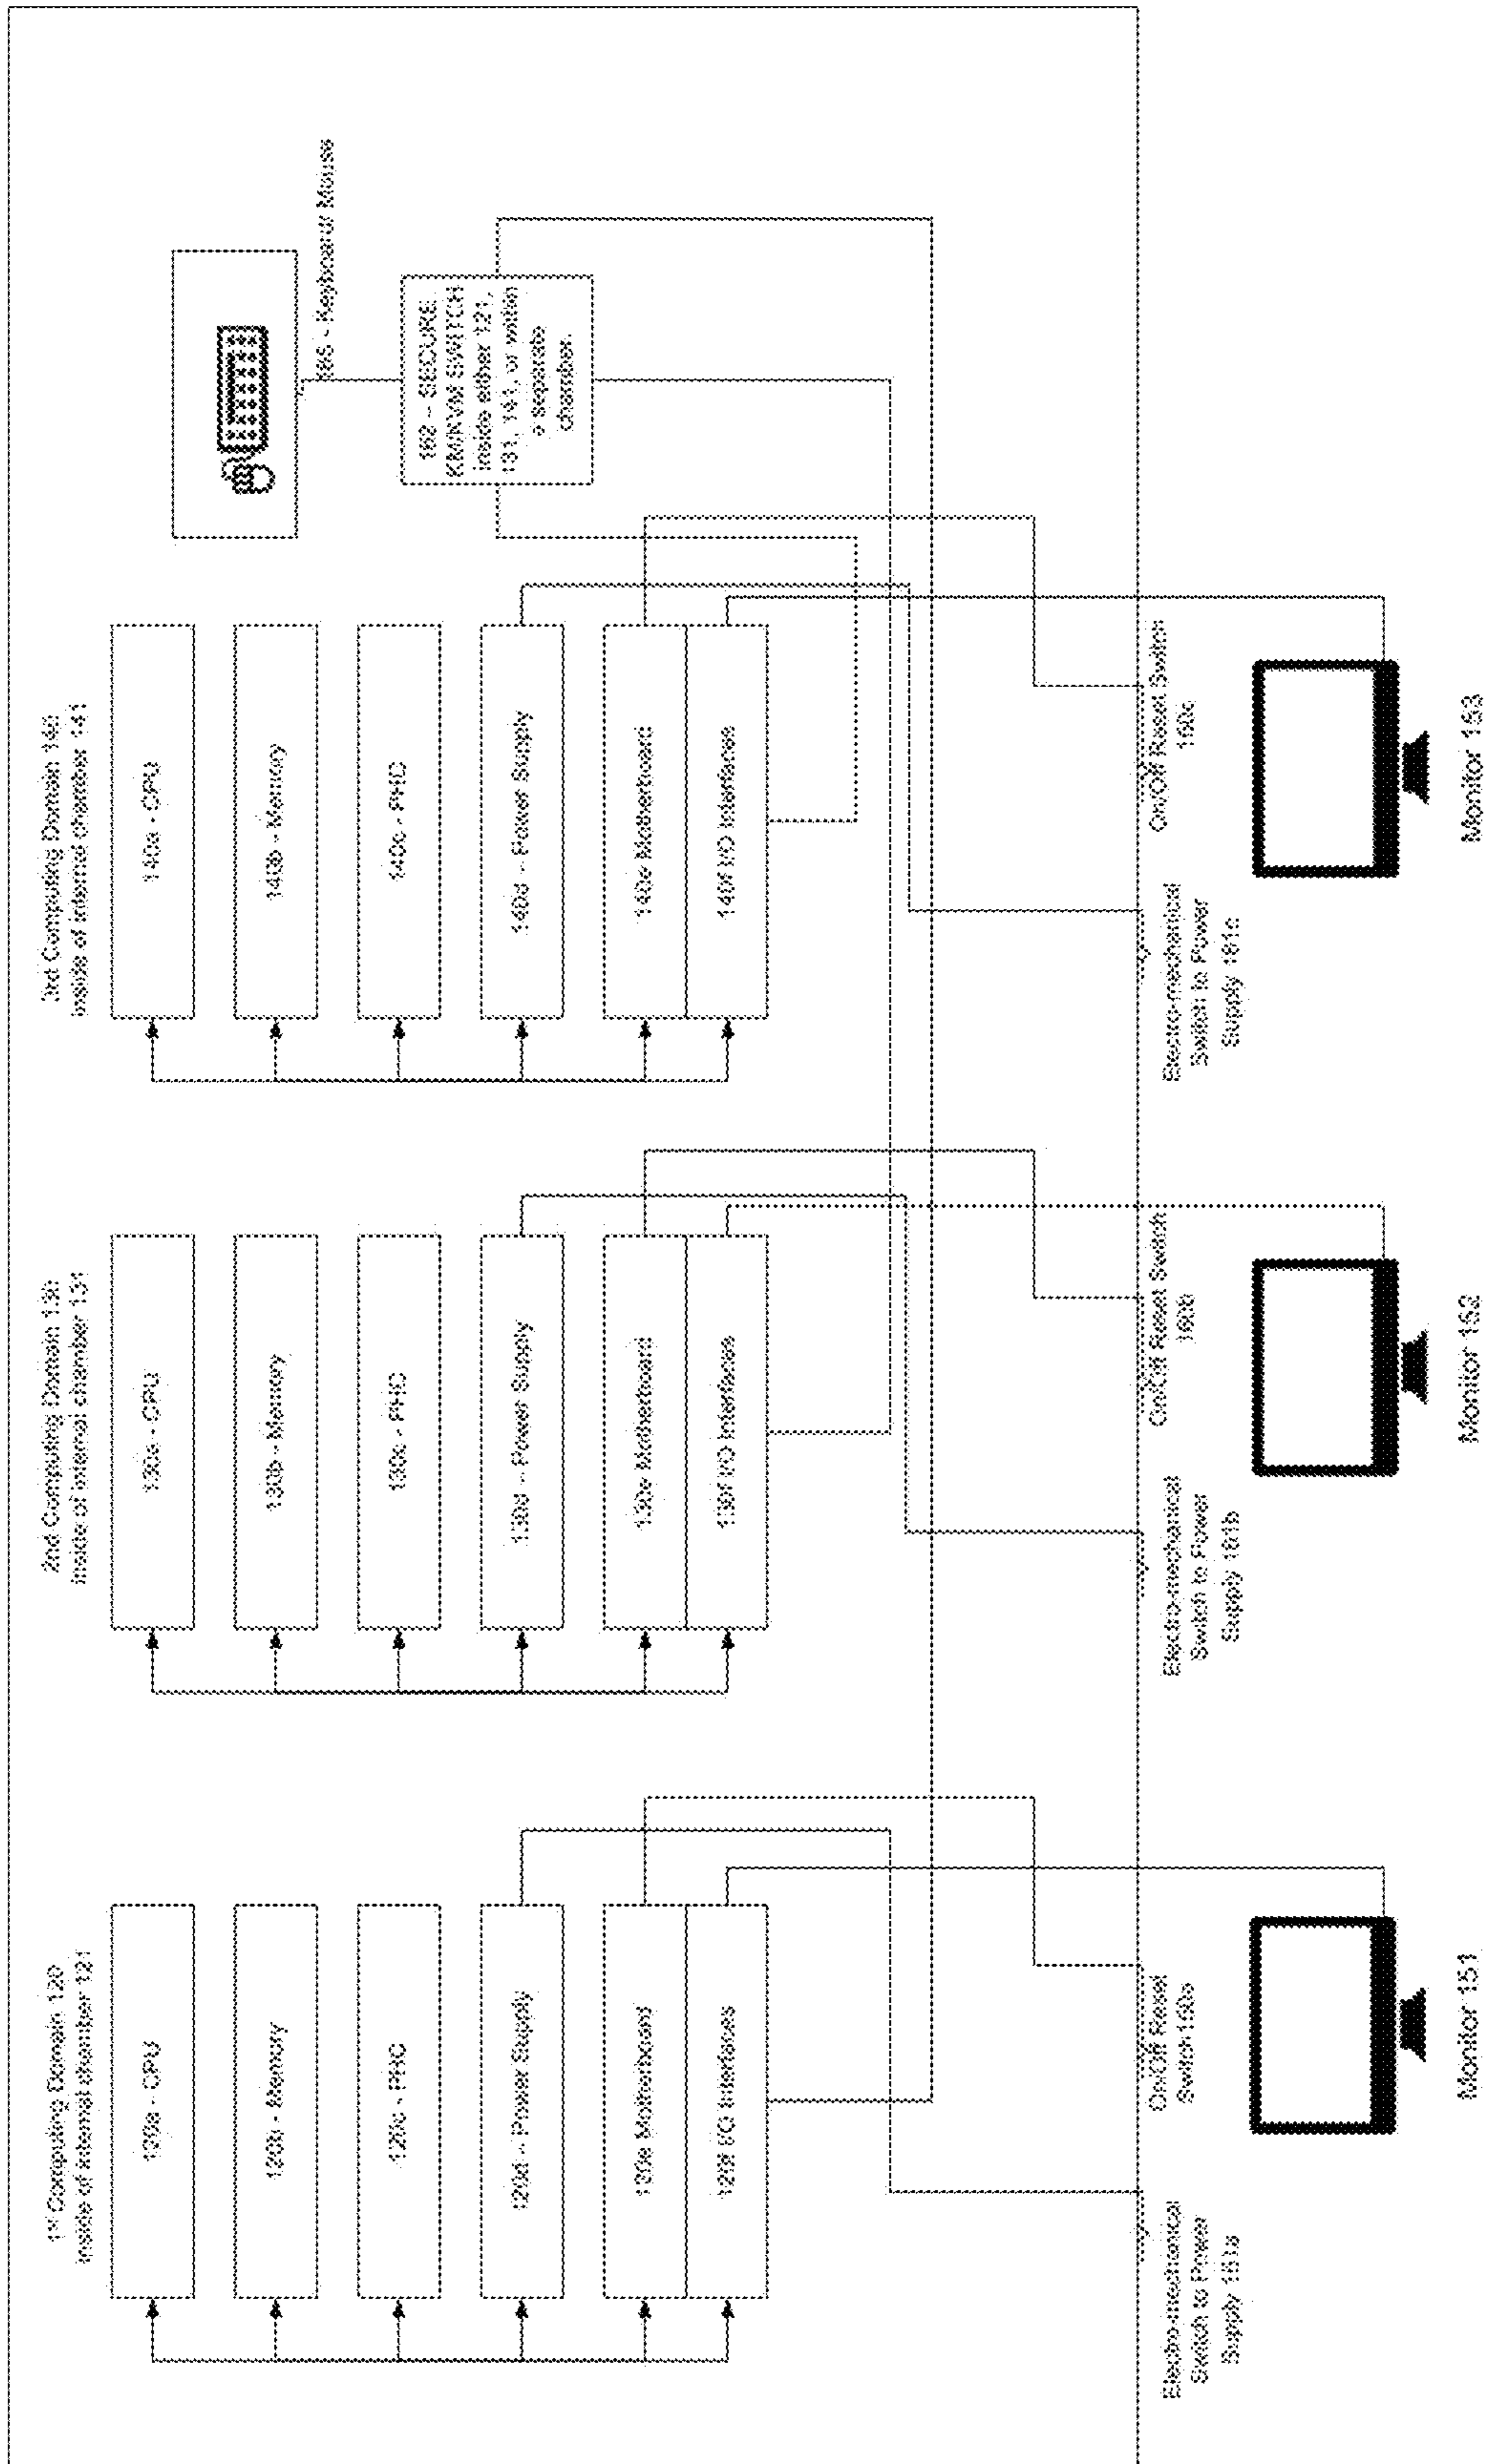 1st Computing Domain 120
inside of internal chamber 121
120a - CPU
120b - Memory
120c - PHD
120d - Power Supply
120e Motherboard
120f I/O Interfaces
Electro-mechanical
Switch to Power
Supply 161a
On/Off Reset
Switch 160a
Monitor 151
2nd Computing Domain 130
inside of internal chamber 131
130a - CPU
130b - Memory
130c - PHD
130d - Power Supply
130e Motherboard
130f I/O Interfaces
Electro-mechanical
Switch to Power
Supply 161b
On/Off Reset Switch
160b
Monitor 152
3rd Computing Domain 140
inside of internal chamber 141
140a - CPU
140b - Memory
140c - PHD
140d - Power Supply
140e Motherboard
140f I/O Interfaces
Electro-mechanical
Switch to Power
Supply 161c
On/Off Reset Switch
160c
Monitor 153
- Keyboard/ Mouse
- SECURE
KM/KVM SWITCH
inside either 121,
131, 141, or within
a separate
chamber.